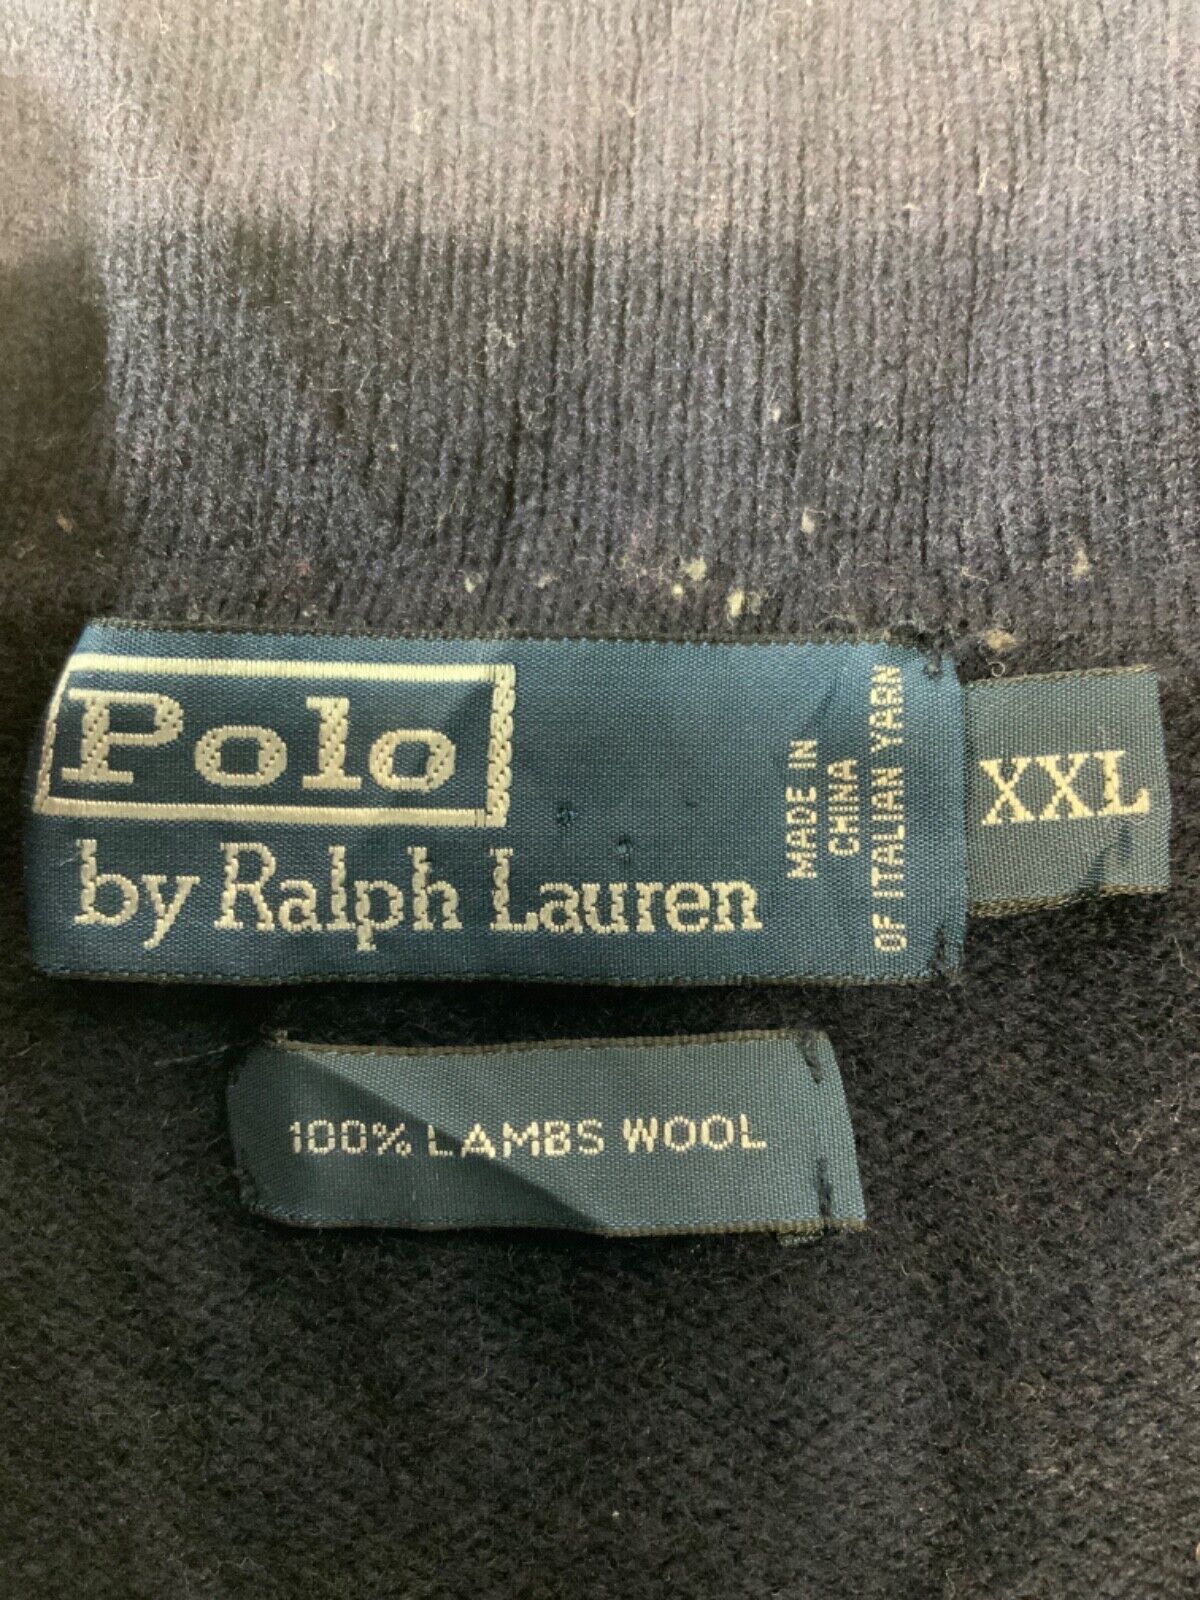 Polo
by Ralph Lauren
MADE IN
CHINA
OF ITALIAN YARN
XXL
100% LAMBS WOOL